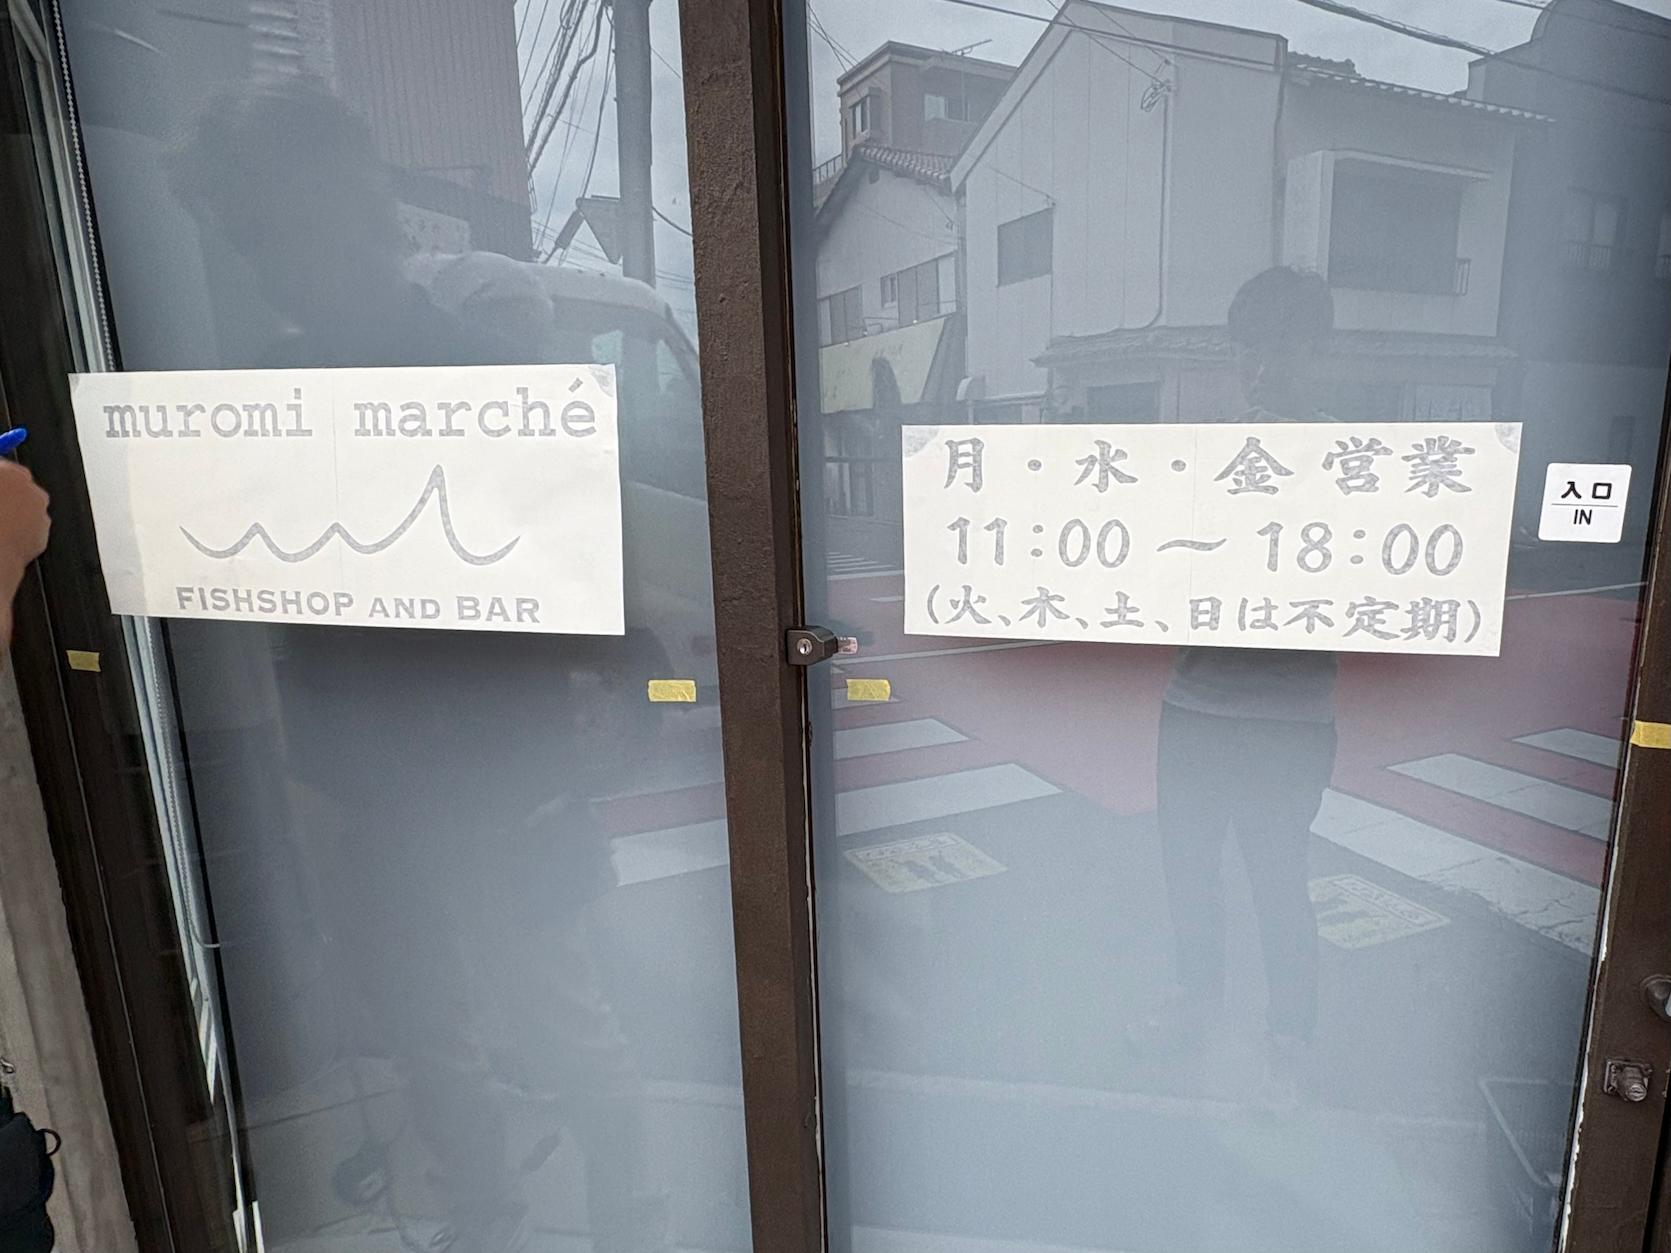 muromi marché
FISHSHOP AND BAR
月・水・金 営業
11:00～18:00
(火、木、土、日は不定期)
入口
IN